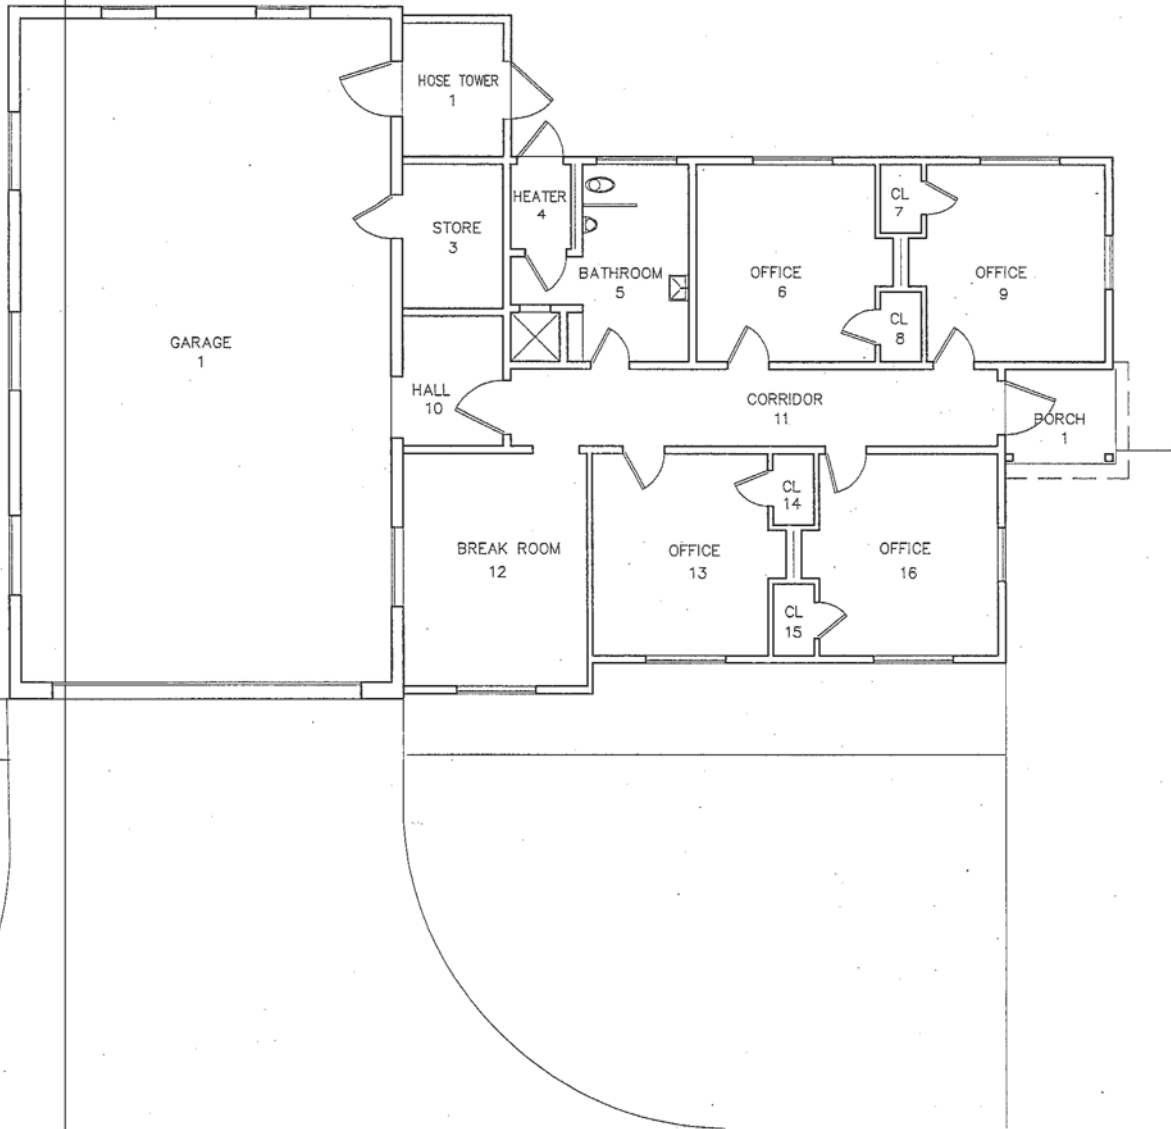 HOSE TOWER
1
HEATER
4
CL
7
STORE
3
BATHROOM
5
OFFICE
6
OFFICE
9
CL
8
GARAGE
1
HALL
10
CORRIDOR
11
PORCH
1
BREAK ROOM
12
OFFICE
13
CL
14
OFFICE
16
CL
15